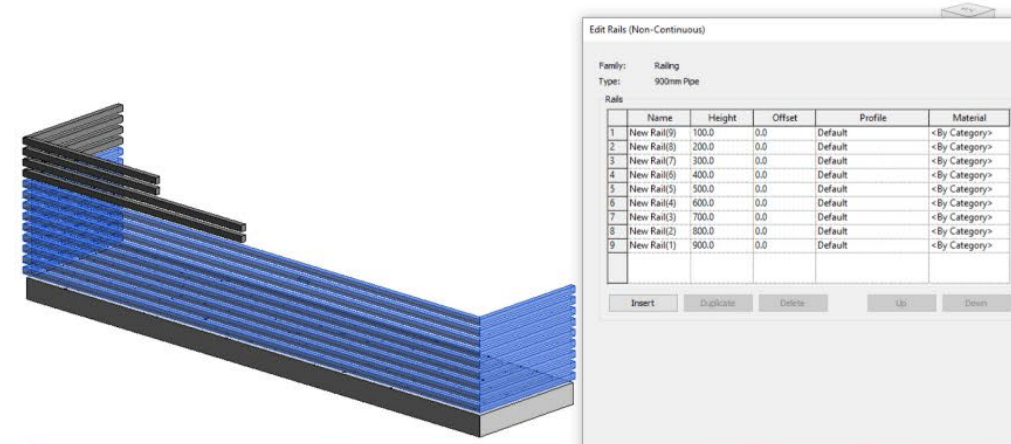 Edit Rails (Non-Continuous)
Family: Railing
Type: 900mm Pipe
Rails
Name Height Offset Profile Material
1 New Rail(9) 100.0 0.0 Default <By Category>
2 New Rail(8) 200.0 0.0 Default <By Category>
3 New Rail(7) 300.0 0.0 Default <By Category>
4 New Rail(6) 400.0 0.0 Default <By Category>
5 New Rail(5) 500.0 0.0 Default <By Category>
6 New Rail(4) 600.0 0.0 Default <By Category>
7 New Rail(3) 700.0 0.0 Default <By Category>
8 New Rail(2) 800.0 0.0 Default <By Category>
9 New Rail(1) 900.0 0.0 Default <By Category>
Insert Duplicate Delete Up Down